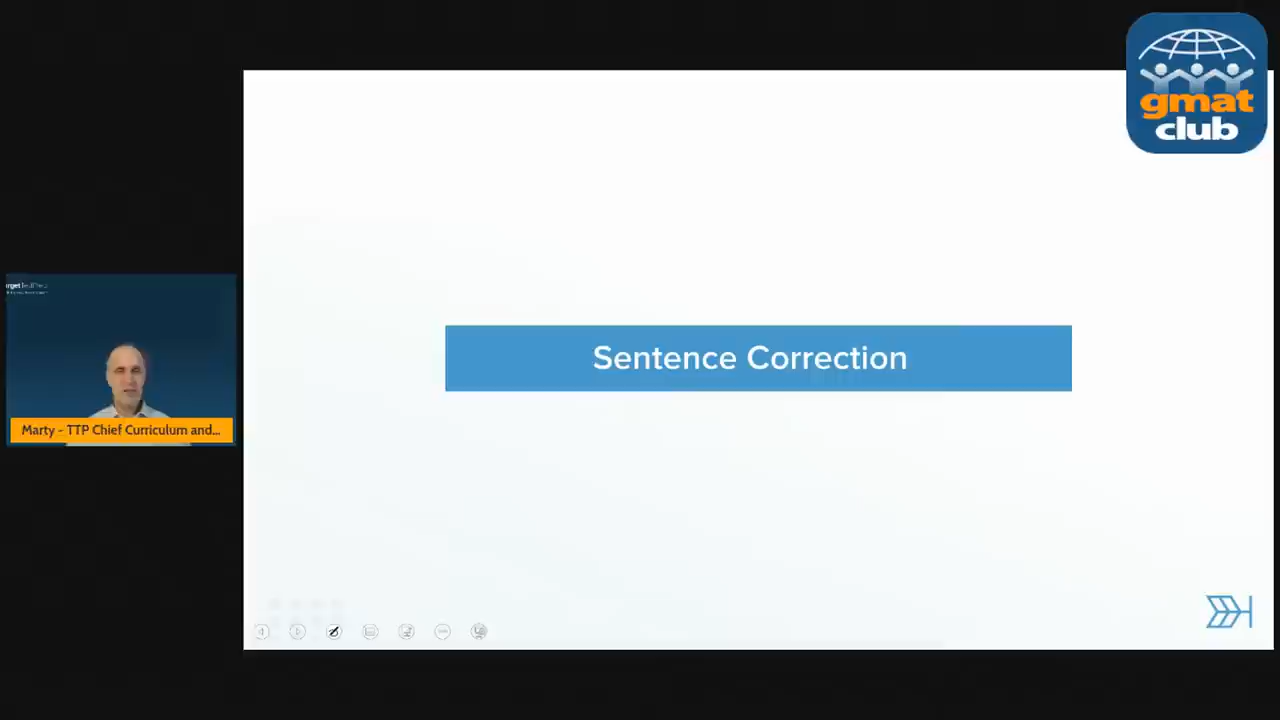 gmat
club
Sentence Correction
Marty - TTP Chief Curriculum and...